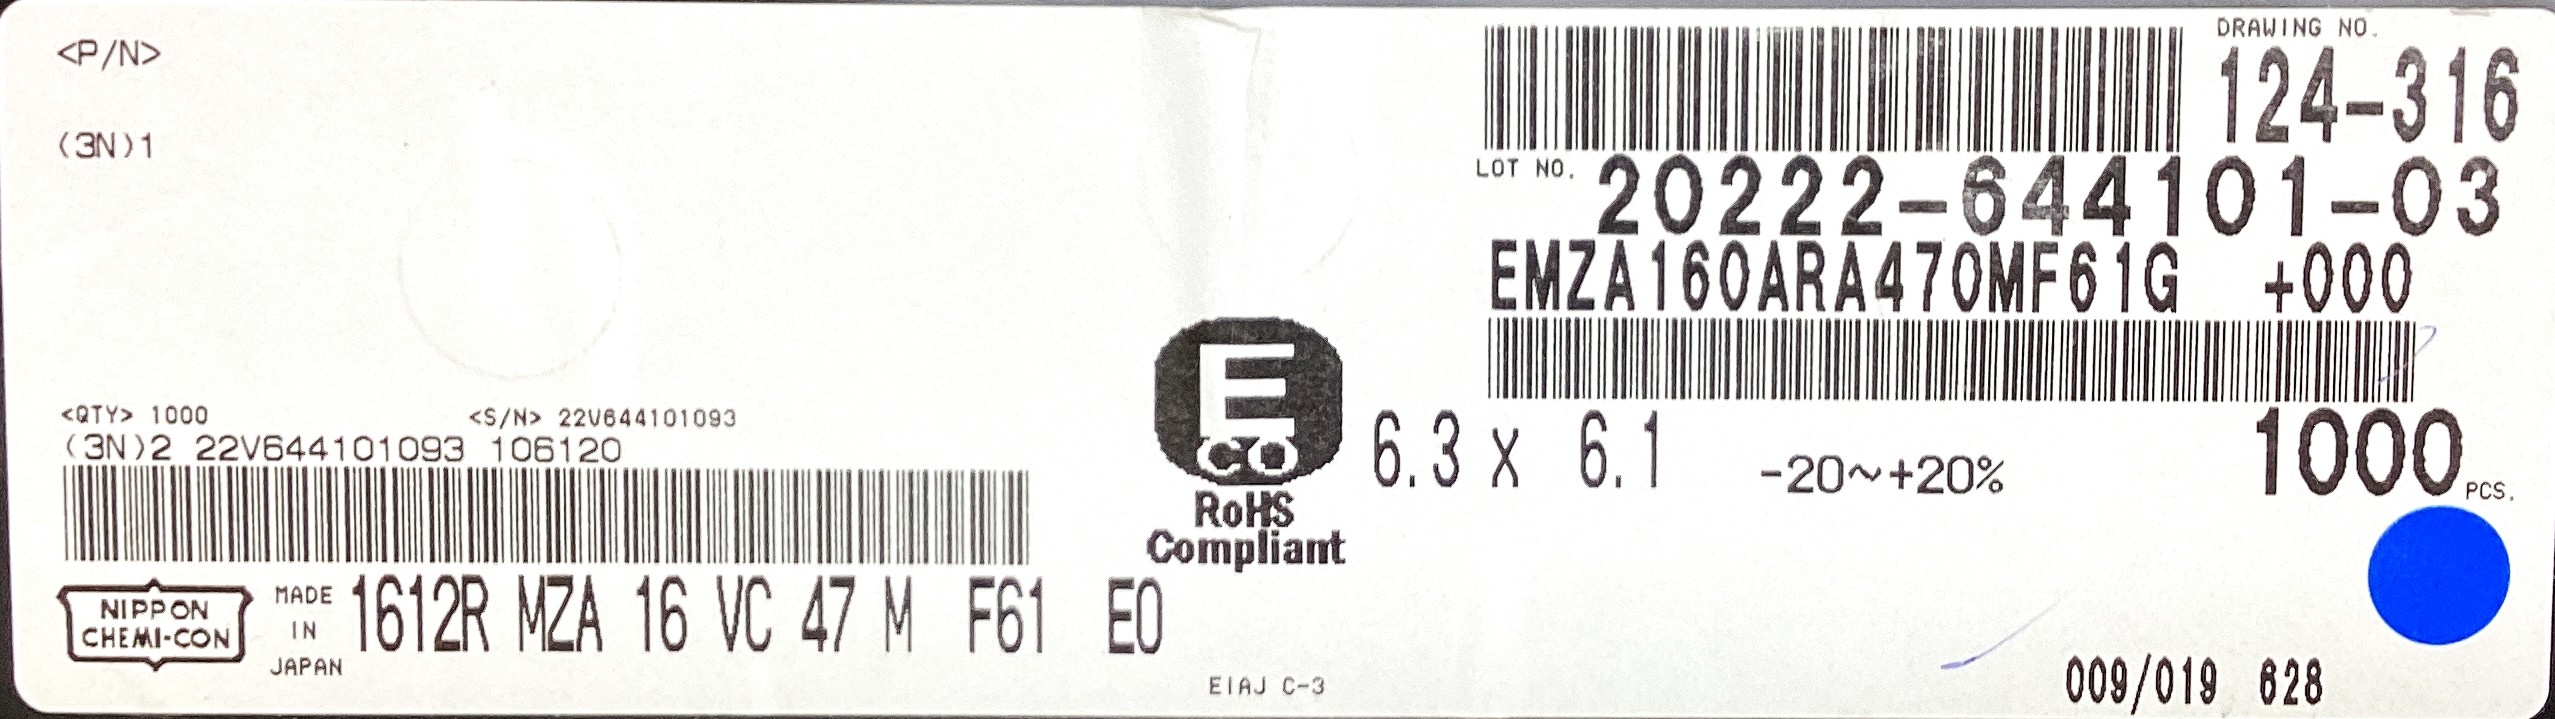 <P/N>
(3N)1
DRAWING NO.
124-316
LOT NO. 20222-644101-03
EMZA160ARA470MF61G +000
<QTY> 1000 <S/N> 22V644101093
(3N)2 22V644101093 106120
E
CO
RoHS
Compliant
6.3 x 6.1 -20~+20% 1000 PCS.
NIPPON
CHEMI-CON
MADE
IN
JAPAN
1612R MZA 16 VC 47 M F61 E0
EIAJ C-3
009/019 628